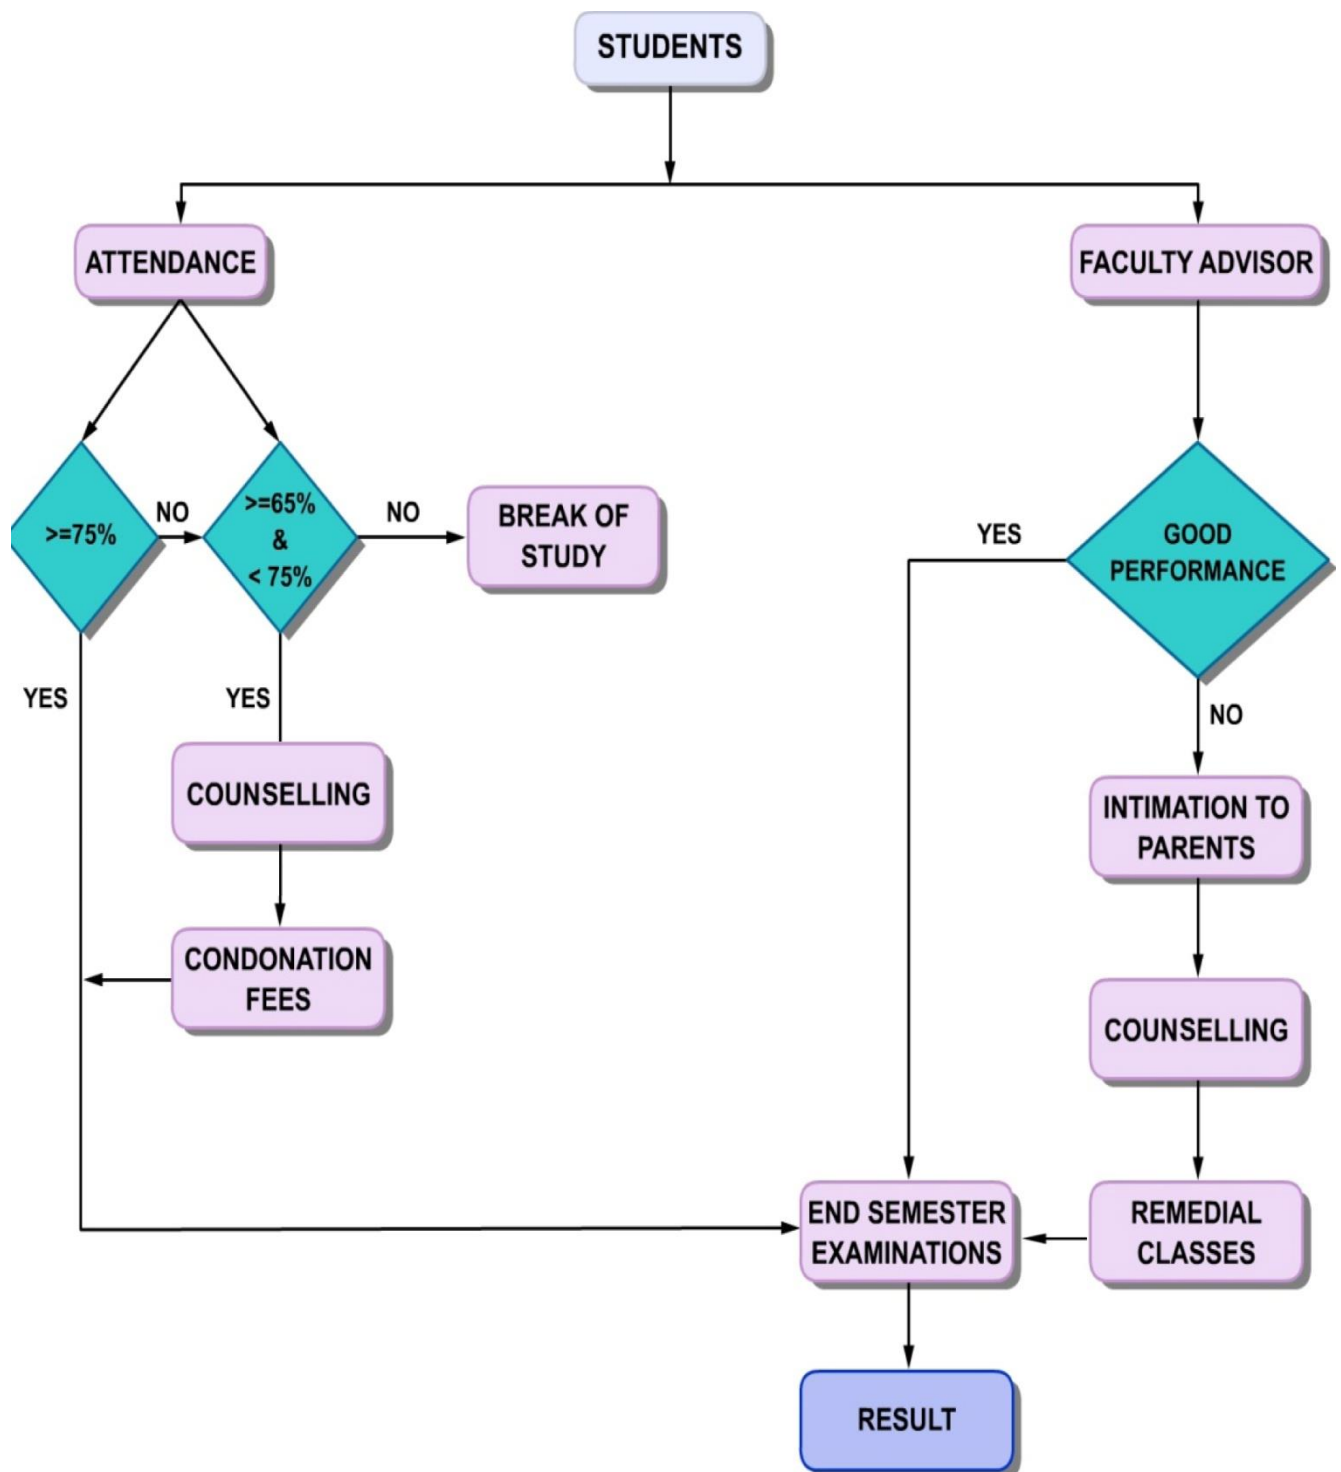 STUDENTS
ATTENDANCE
FACULTY ADVISOR
>=75%
NO
>=65%
&
< 75%
NO
BREAK OF
STUDY
YES
GOOD
PERFORMANCE
YES
YES
NO
COUNSELLING
INTIMATION TO
PARENTS
CONDONATION
FEES
COUNSELLING
END SEMESTER
EXAMINATIONS
REMEDIAL
CLASSES
RESULT